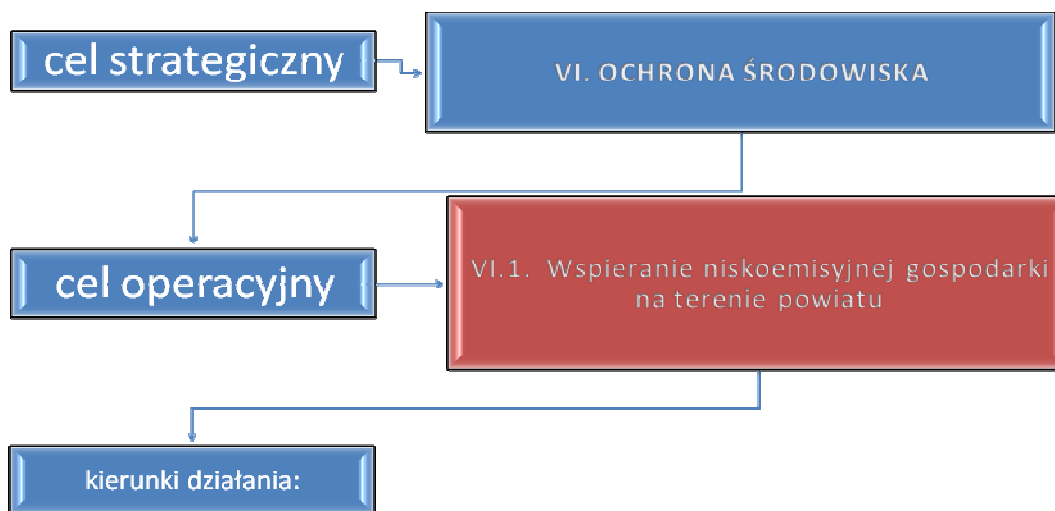 cel strategiczny
VI. OCHRONA ŚRODOWISKA
cel operacyjny
VI.1. Wspieranie niskoemisyjnej gospodarki
na terenie powiatu
kierunki działania: